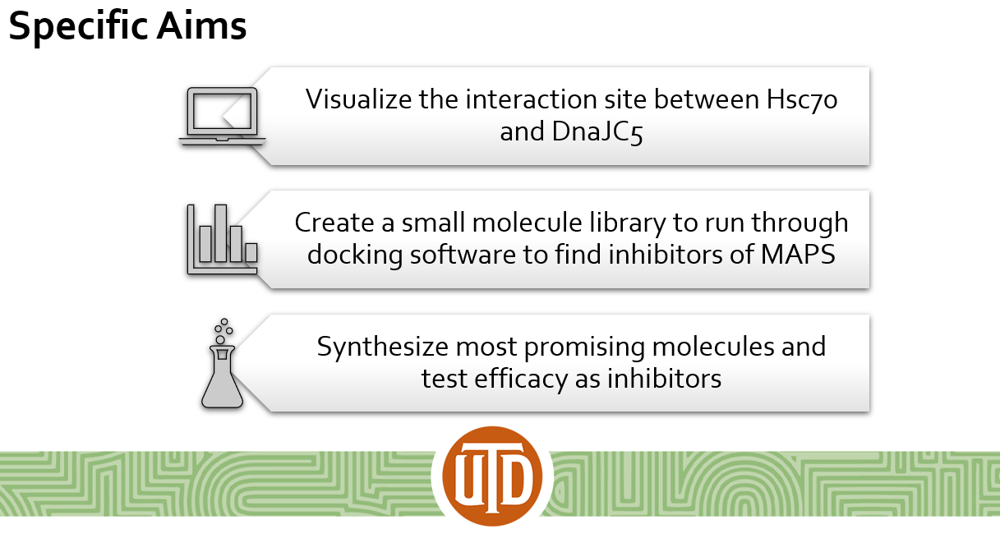 Specific Aims
Visualize the interaction site between Hsc70
and DnaJC5
Create a small molecule library to run through
docking software to find inhibitors of MAPS
Synthesize most promising molecules and
test efficacy as inhibitors
UTD